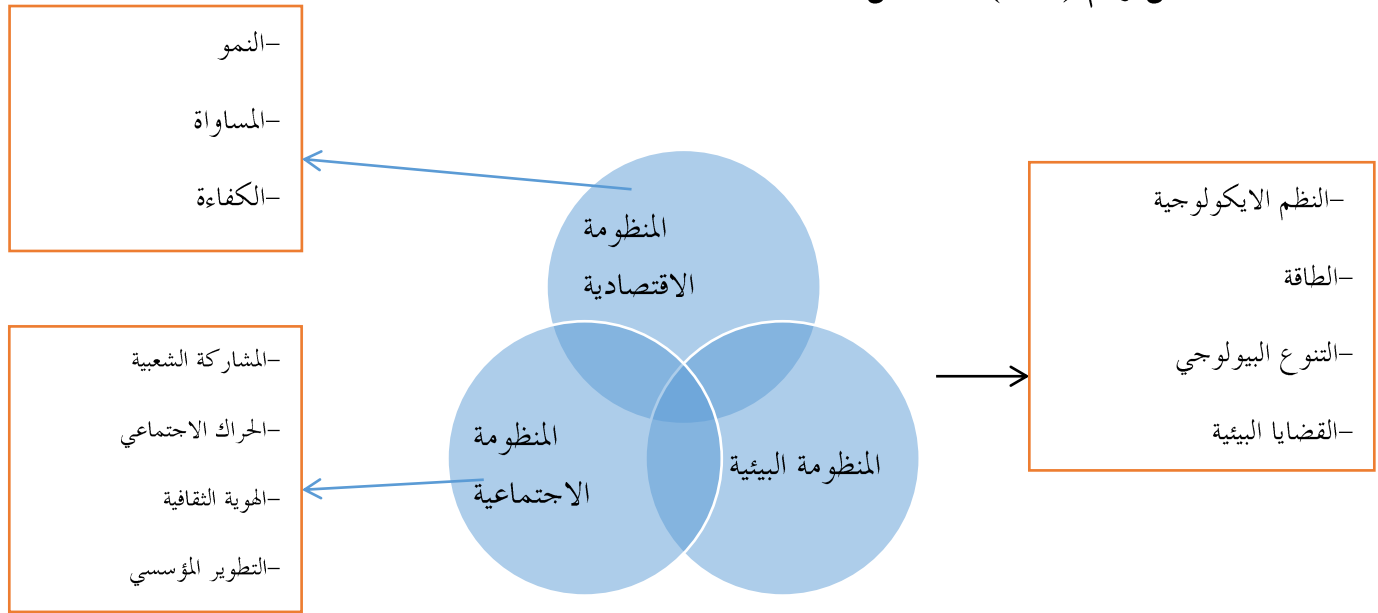 –النمو
–المساواة
–الكفاءة
المنظومة
الاقتصادية
–النظم الايكولوجية
–الطاقة
–التنوع البيولوجي
–القضايا البيئية
–المشاركة الشعبية
–الحراك الاجتماعي
–الهوية الثقافية
–التطوير المؤسسي
المنظومة
الاجتماعية
المنظومة البيئية